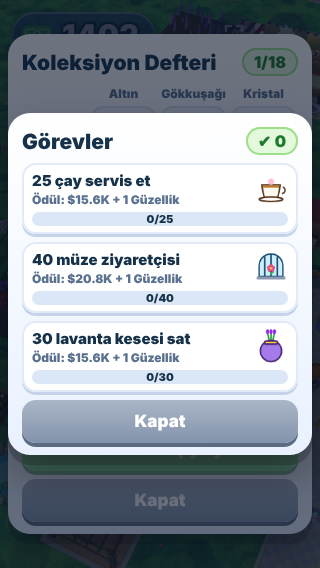 Koleksiyon Defteri
1/18
Altın
Gökkuşağı
Kristal
Görevler
✔ 0
25 çay servis et
Ödül: $15.6K + 1 Güzellik
0/25
40 müze ziyaretçisi
Ödül: $20.8K + 1 Güzellik
0/40
30 lavanta kesesi sat
Ödül: $15.6K + 1 Güzellik
0/30
Kapat
Kapat